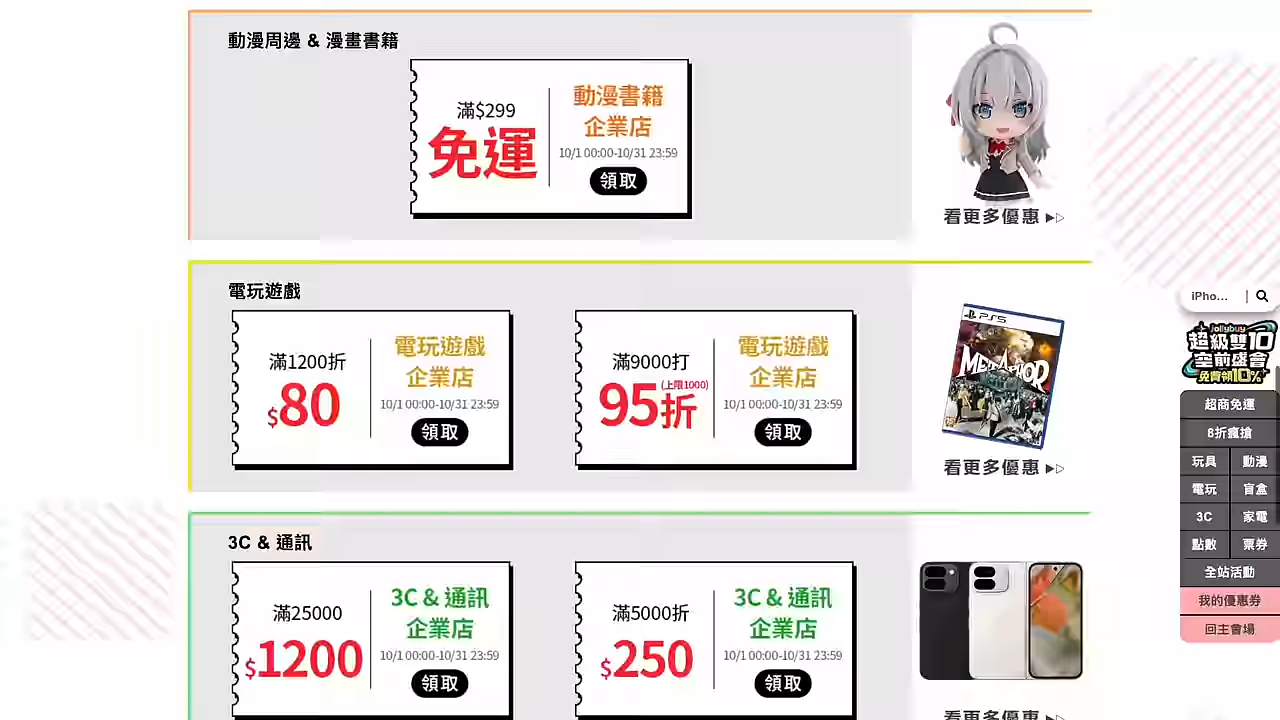 動漫周邊 & 漫畫書籍
滿$299
免運
動漫書籍
企業店
10/1 00:00-10/31 23:59
領取
看更多優惠
電玩遊戲
滿1200折
$80
電玩遊戲
企業店
10/1 00:00-10/31 23:59
領取
滿9000打
95折
(上限1000)
電玩遊戲
企業店
10/1 00:00-10/31 23:59
領取
PS5
METAPHOR
看更多優惠
3C & 通訊
滿25000
$1200
3C & 通訊
企業店
10/1 00:00-10/31 23:59
領取
滿5000折
$250
3C & 通訊
企業店
10/1 00:00-10/31 23:59
領取
看更多優惠
iPho...
Jollybuy
超級雙10
空前盛會
免費領10%
超商免運
8折瘋搶
玩具 動漫
電玩 盲盒
3C 家電
點數 票券
全站活動
我的優惠券
回主會場